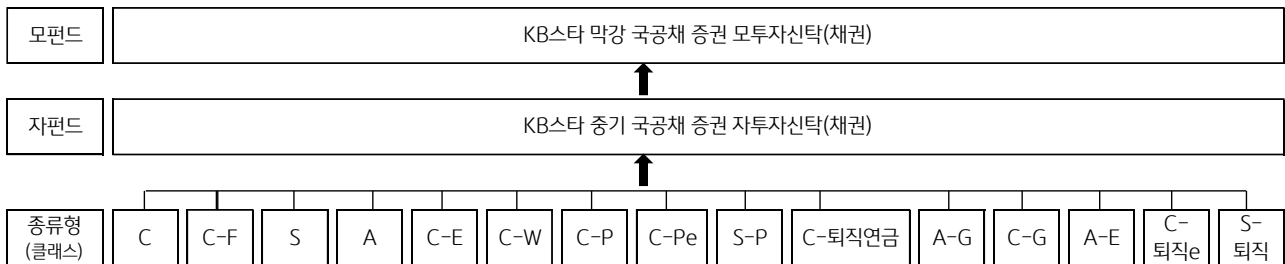 모펀드
KB스타 막강 국공채 증권 모투자신탁(채권)
자펀드
KB스타 중기 국공채 증권 자투자신탁(채권)
종류형
(클래스)
C
C-F
S
A
C-E
C-W
C-P
C-Pe
S-P
C-퇴직연금
A-G
C-G
A-E
C-
퇴직e
S-
퇴직